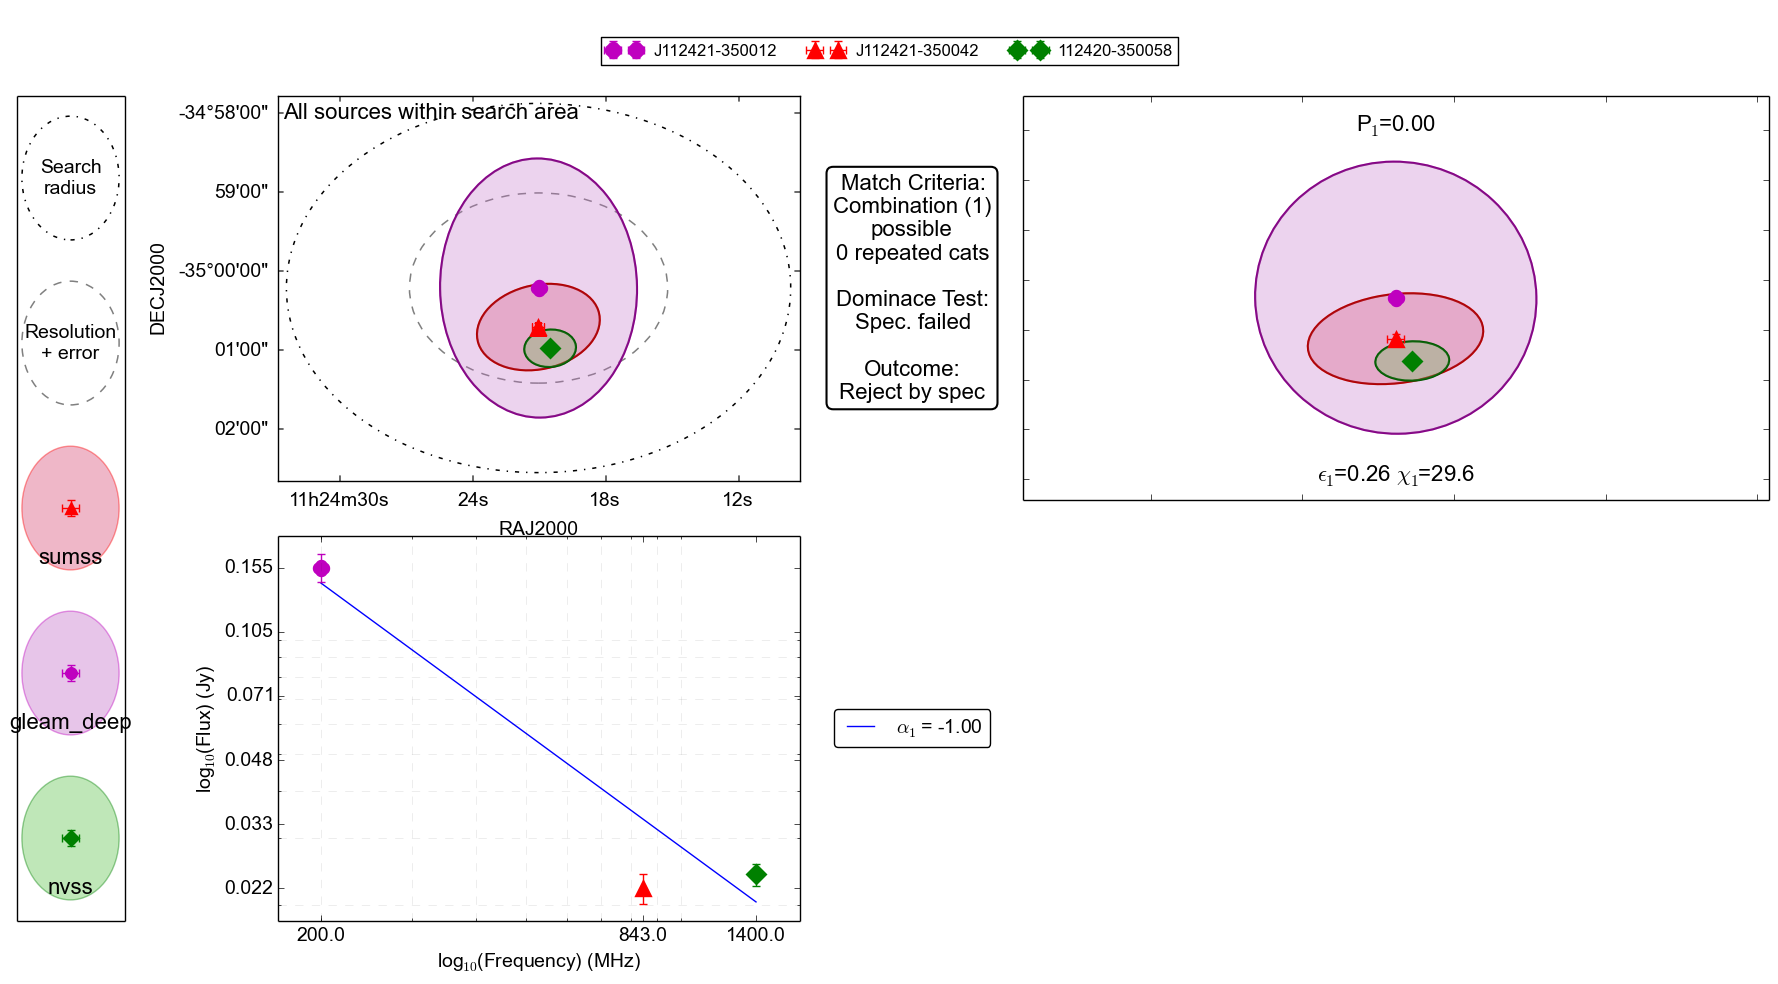 J112421-350012 J112421-350042 112420-350058
Search
radius
Resolution
+ error
sumss
gleam_deep
nvss
All sources within search area
DECJ2000
-34°58'00"
59'00"
-35°00'00"
01'00"
02'00"
11h24m30s 24s 18s 12s
RAJ2000
Match Criteria:
Combination (1)
possible
0 repeated cats
Dominace Test:
Spec. failed
Outcome:
Reject by spec
P₁=0.00
ϵ₁=0.26 χ₁=29.6
log₁₀(Flux) (Jy)
0.155
0.105
0.071
0.048
0.033
0.022
200.0 843.0 1400.0
log₁₀(Frequency) (MHz)
α₁ = -1.00